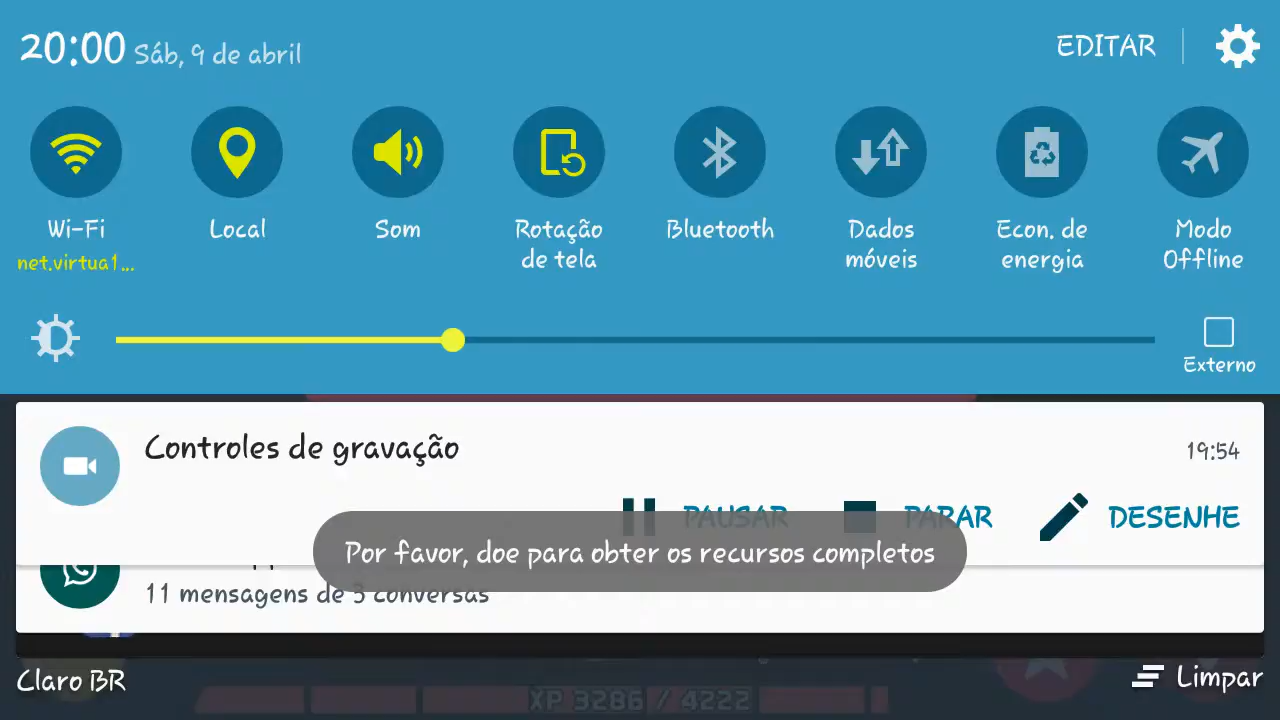 20:00 Sáb, 9 de abril
EDITAR
Wi-Fi
net.virtua1...
Local
Som
Rotação
de tela
Bluetooth
Dados
móveis
Econ. de
energia
Modo
Offline
Externo
Controles de gravação
19:54
PAUSAR
PARAR
DESENHE
Por favor, doe para obter os recursos completos
11 mensagens de 3 conversas
Claro BR
Limpar
XP 3286 / 4222